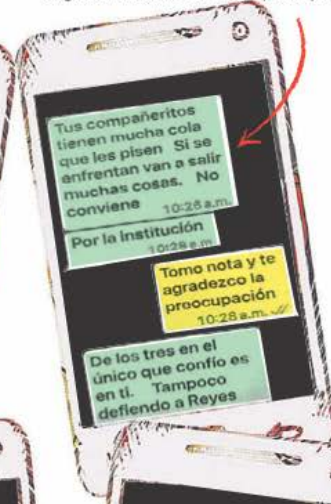 Tus compañeritos
tienen mucha cola
que les pisen Si se
enfrentan van a salir
muchas cosas. No
conviene
10:26 a.m.
Por la Institución
10:28 a.m
Tomo nota y te
agradezco la
preocupación
10:28 a.m.
De los tres en el
único que confío es
en ti. Tampoco
defiendo a Reyes